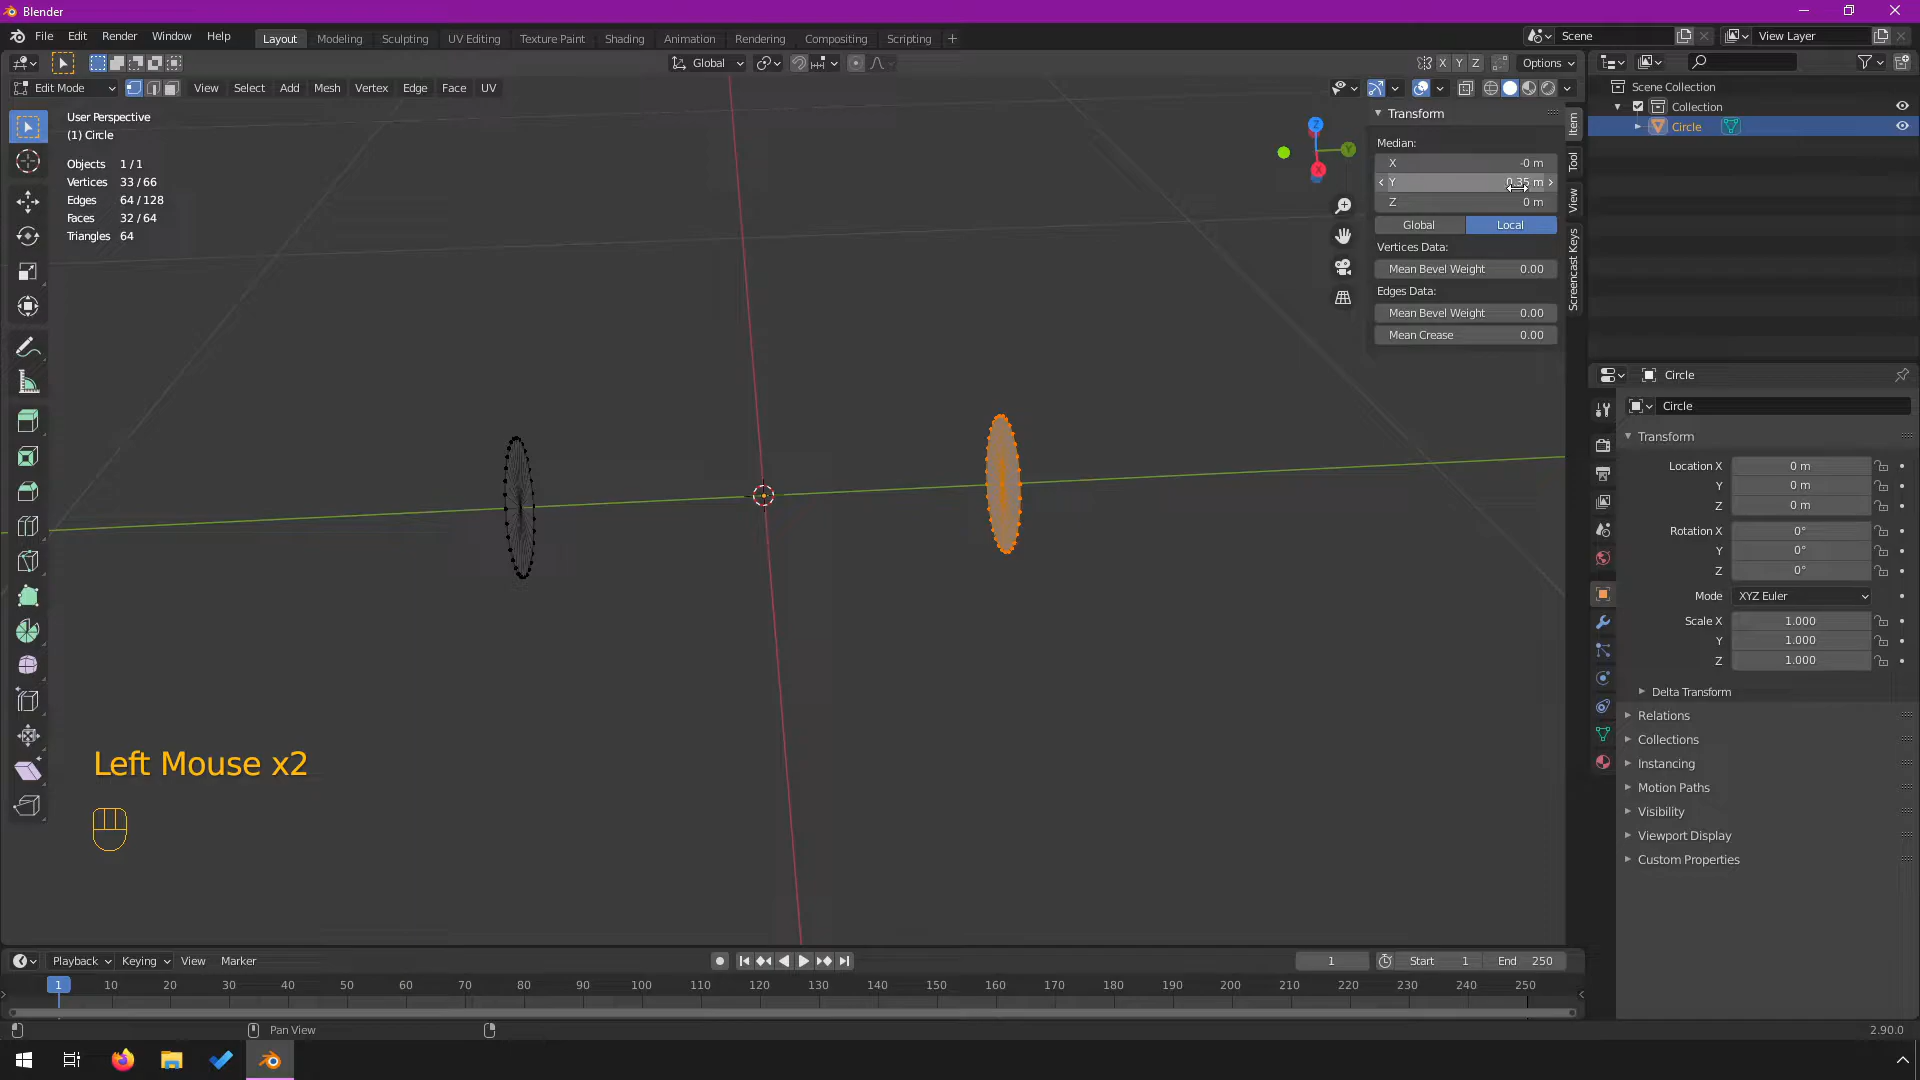 Blender
File Edit Render Window Help
Layout Modeling Sculpting UV Editing Texture Paint Shading Animation Rendering Compositing Scripting +
Scene
View Layer
Global
X Y Z Options
Edit Mode
View Select Add Mesh Vertex Edge Face UV
User Perspective
(1) Circle
Objects 1 / 1
Vertices 33 / 66
Edges 64 / 128
Faces 32 / 64
Triangles 64
Z
Y
X
Transform
Median:
X -0 m
Y 0.35 m
Z 0 m
Global Local
Vertices Data:
Mean Bevel Weight 0.00
Edges Data:
Mean Bevel Weight 0.00
Mean Crease 0.00
Item
Tool
View
Screencast Keys
Scene Collection
Collection
Circle
Circle
Circle
Transform
Location X 0 m
Y 0 m
Z 0 m
Rotation X 0°
Y 0°
Z 0°
Mode XYZ Euler
Scale X 1.000
Y 1.000
Z 1.000
Delta Transform
Relations
Collections
Instancing
Motion Paths
Visibility
Viewport Display
Custom Properties
Left Mouse x2
Playback Keying View Marker
1 Start 1 End 250
1 10 20 30 40 50 60 70 80 90 100 110 120 130 140 150 160 170 180 190 200 210 220 230 240 250
Pan View
2.90.0